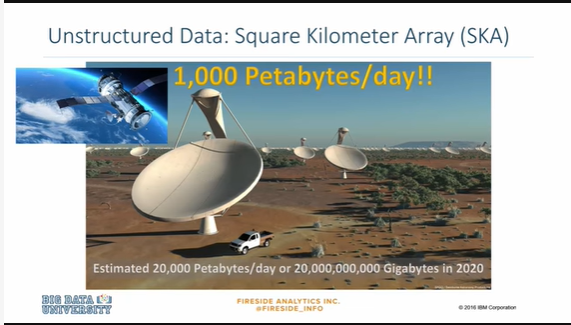 Unstructured Data: Square Kilometer Array (SKA)
1,000 Petabytes/day!!
Estimated 20,000 Petabytes/day or 20,000,000,000 Gigabytes in 2020
BIG DATA
UNIVERSITY
FIRESIDE ANALYTICS INC.
@FIRESIDE_INFO
© 2016 IBM Corporation